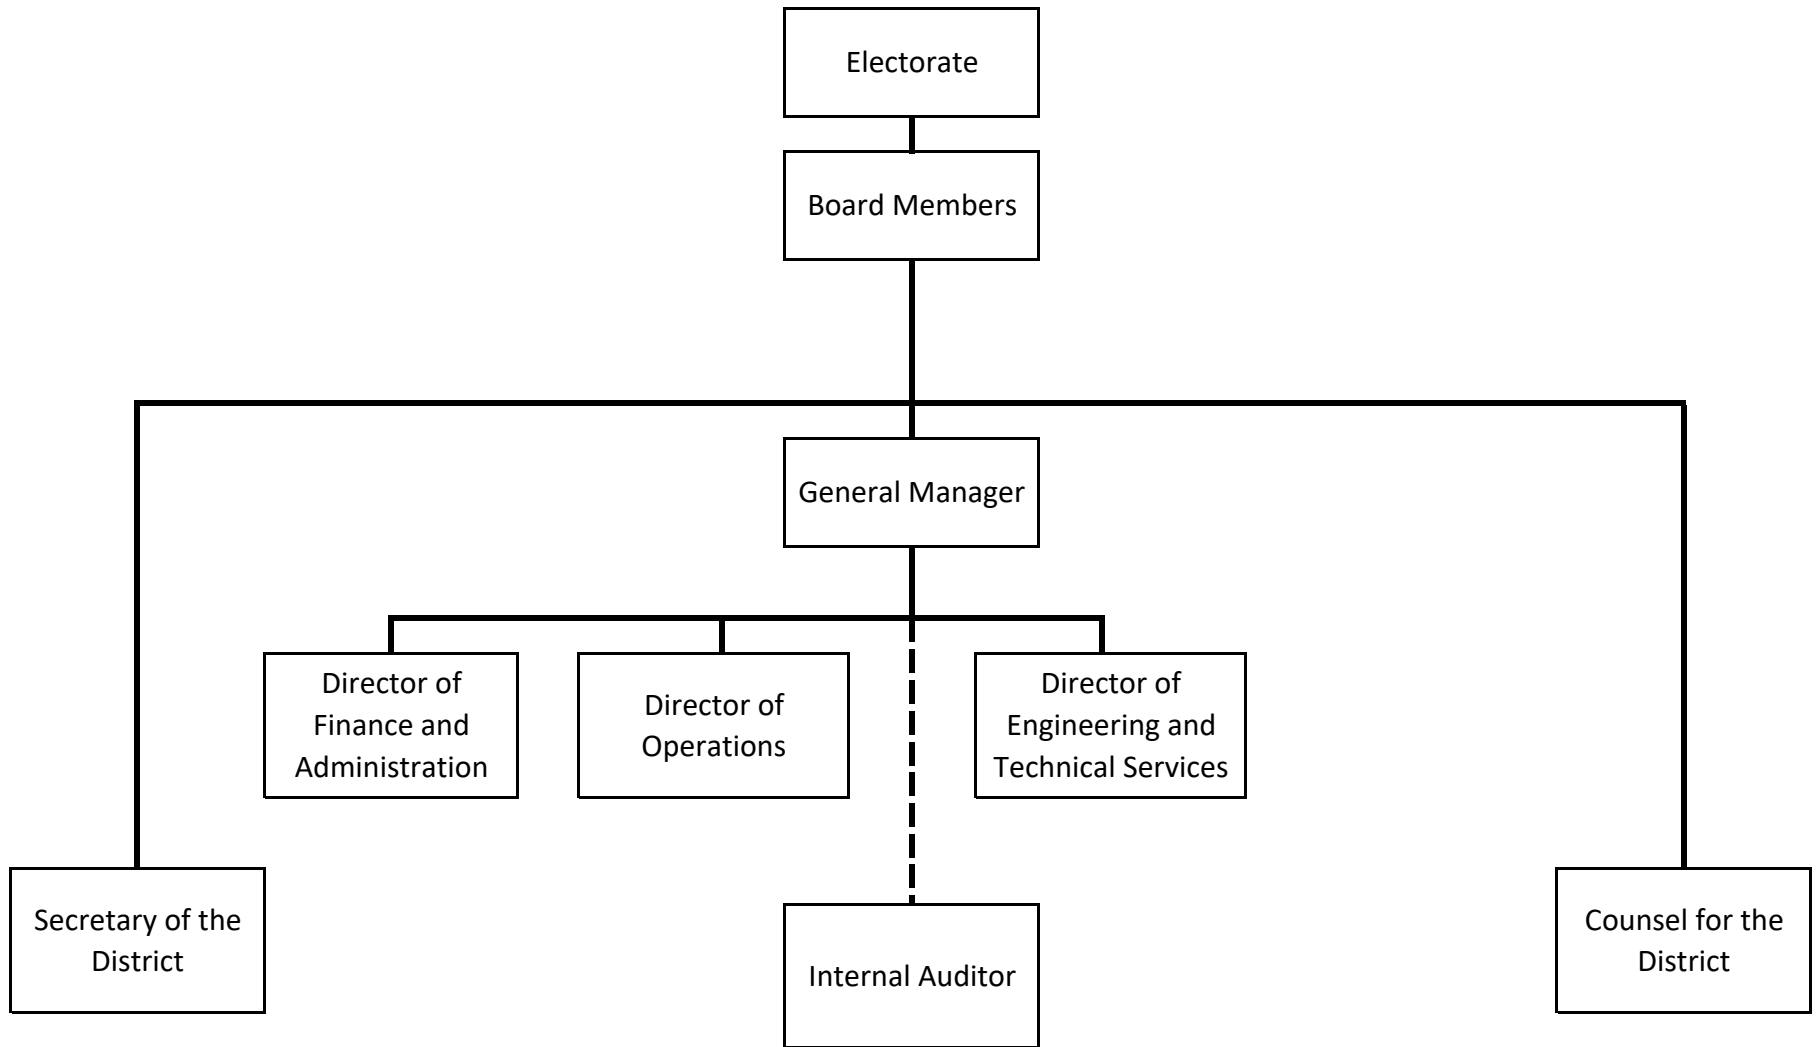 Electorate
Board Members
General Manager
Director of
Finance and
Administration
Director of
Operations
Director of
Engineering and
Technical Services
Secretary of the
District
Internal Auditor
Counsel for the
District